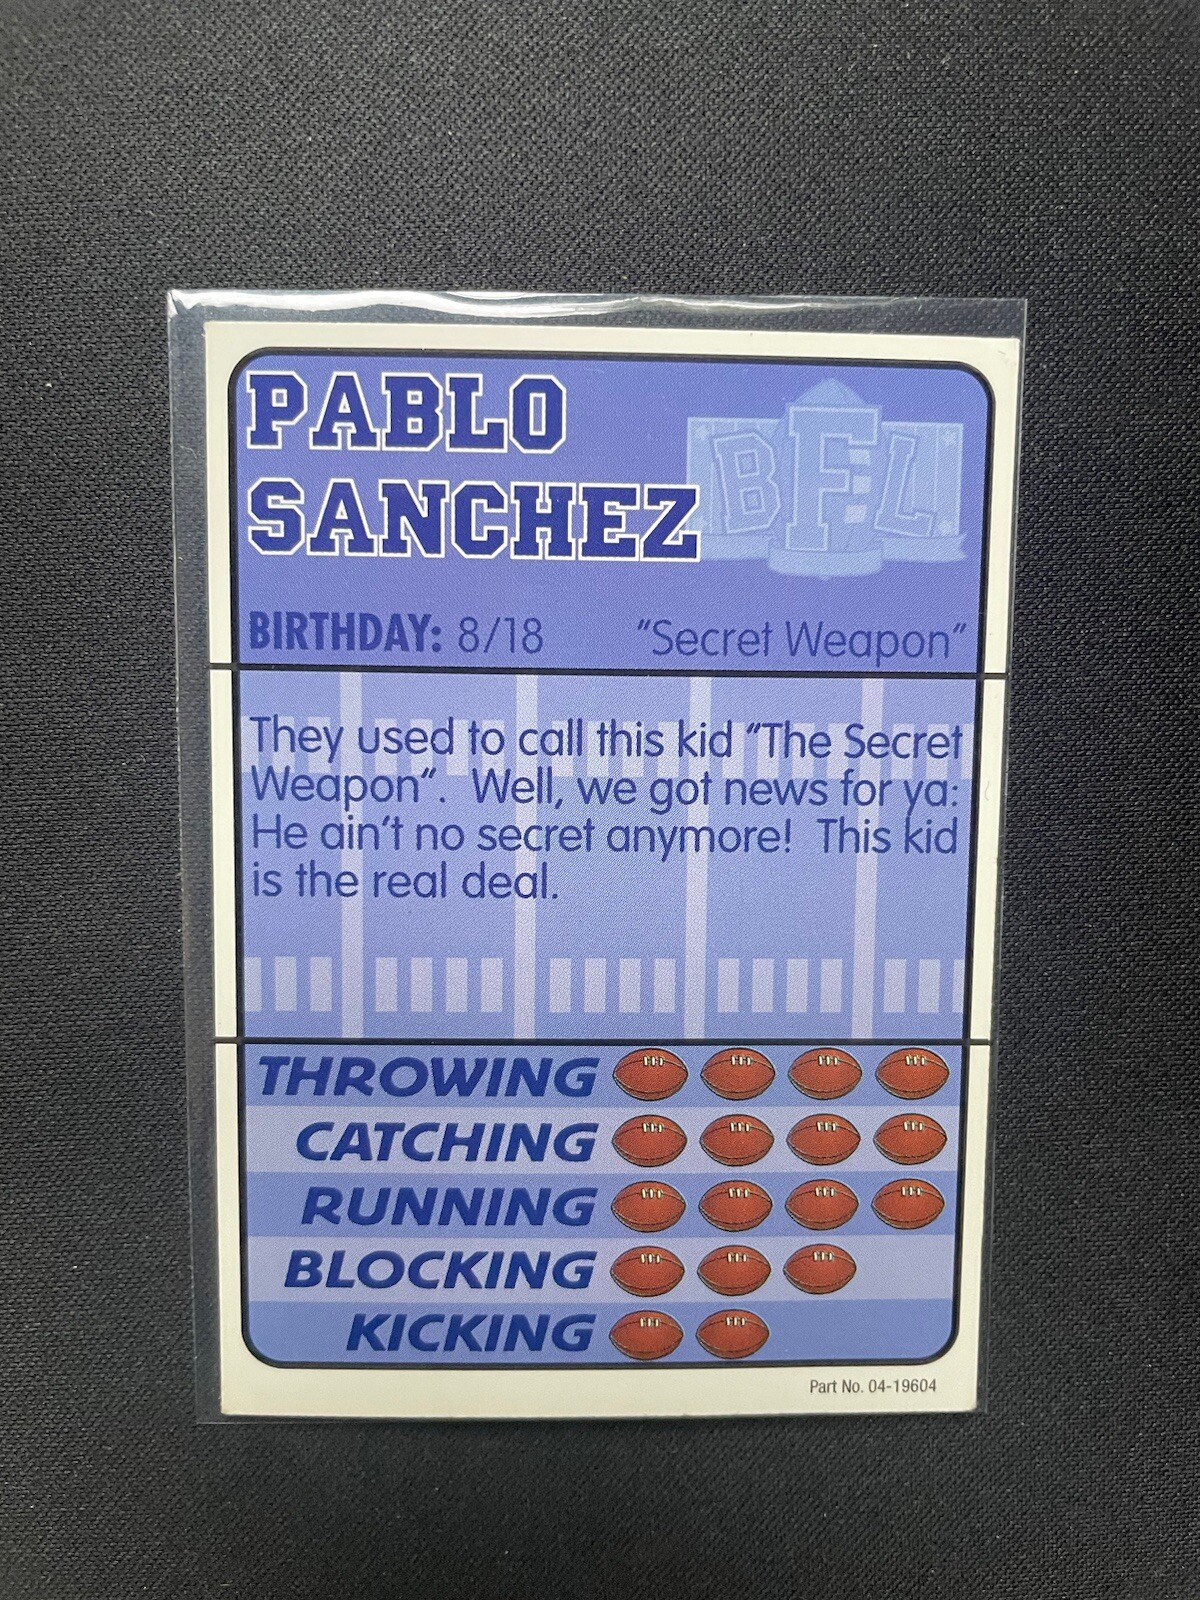 PABLO
SANCHEZ
BFL
BIRTHDAY: 8/18 "Secret Weapon"
They used to call this kid "The Secret
Weapon".  Well, we got news for ya:
He ain't no secret anymore!  This kid
is the real deal.
THROWING
CATCHING
RUNNING
BLOCKING
KICKING
Part No. 04-19604